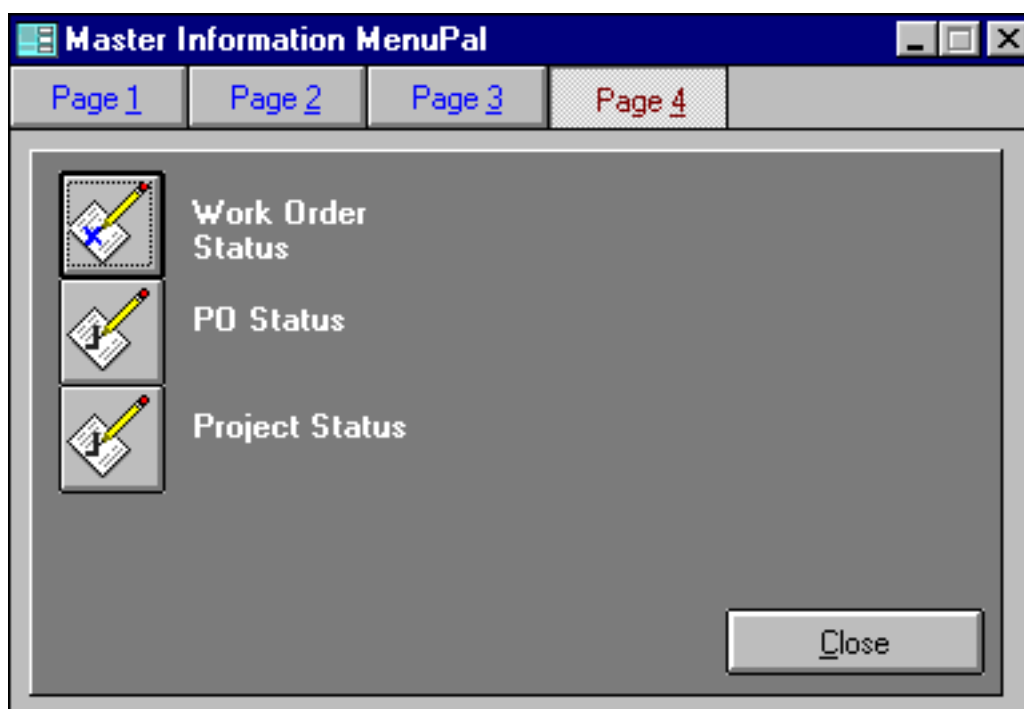 Master Information MenuPal
Page 1 Page 2 Page 3 Page 4
Work Order
Status
PO Status
Project Status
Close